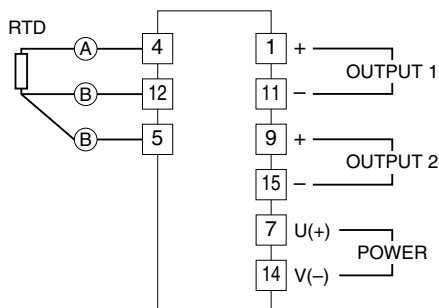 RTD
A 4 1 +
OUTPUT 1
B 12 11 –
B 5 9 +
OUTPUT 2
15 –
7 U(+)
POWER
14 V(–)